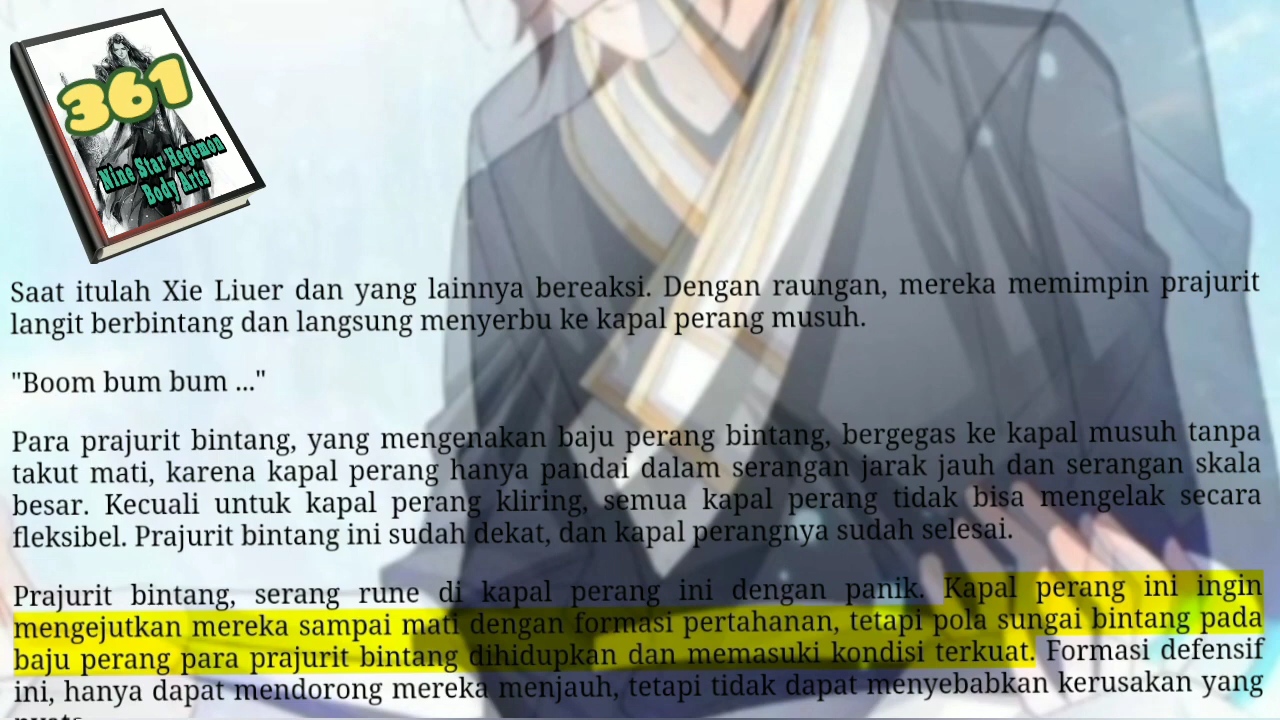 361
Nine Star Hegemon
Body Arts
Saat itulah Xie Liuer dan yang lainnya bereaksi. Dengan raungan, mereka memimpin prajurit
langit berbintang dan langsung menyerbu ke kapal perang musuh.
"Boom bum bum ..."
Para prajurit bintang, yang mengenakan baju perang bintang, bergegas ke kapal musuh tanpa
takut mati, karena kapal perang hanya pandai dalam serangan jarak jauh dan serangan skala
besar. Kecuali untuk kapal perang kliring, semua kapal perang tidak bisa mengelak secara
fleksibel. Prajurit bintang ini sudah dekat, dan kapal perangnya sudah selesai.
Prajurit bintang, serang rune di kapal perang ini dengan panik. Kapal perang ini ingin
mengejutkan mereka sampai mati dengan formasi pertahanan, tetapi pola sungai bintang pada
baju perang para prajurit bintang dihidupkan dan memasuki kondisi terkuat. Formasi defensif
ini, hanya dapat mendorong mereka menjauh, tetapi tidak dapat menyebabkan kerusakan yang